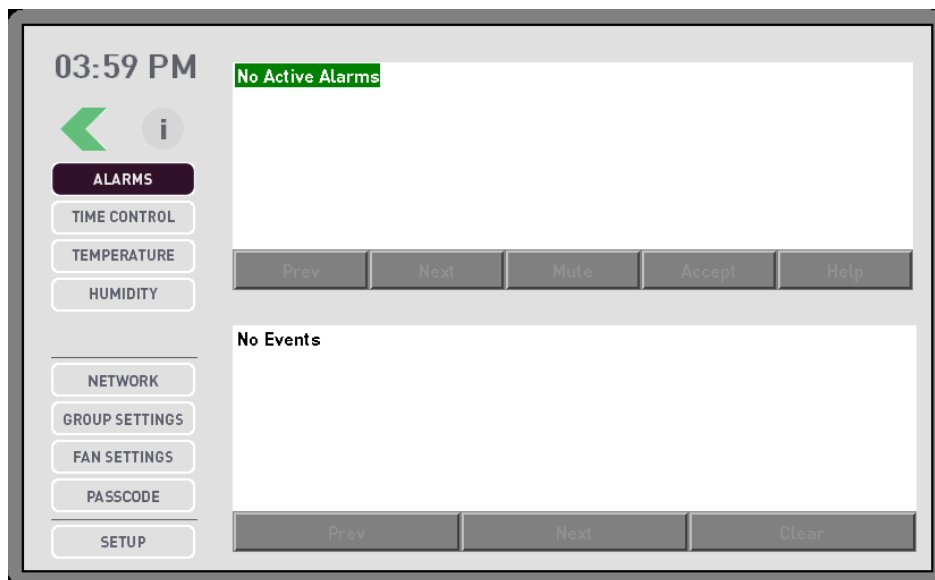 03:59 PM
i
ALARMS
TIME CONTROL
TEMPERATURE
HUMIDITY
NETWORK
GROUP SETTINGS
FAN SETTINGS
PASSCODE
SETUP
No Active Alarms
Prev Next Mute Accept Help
No Events
Prev Next Clear